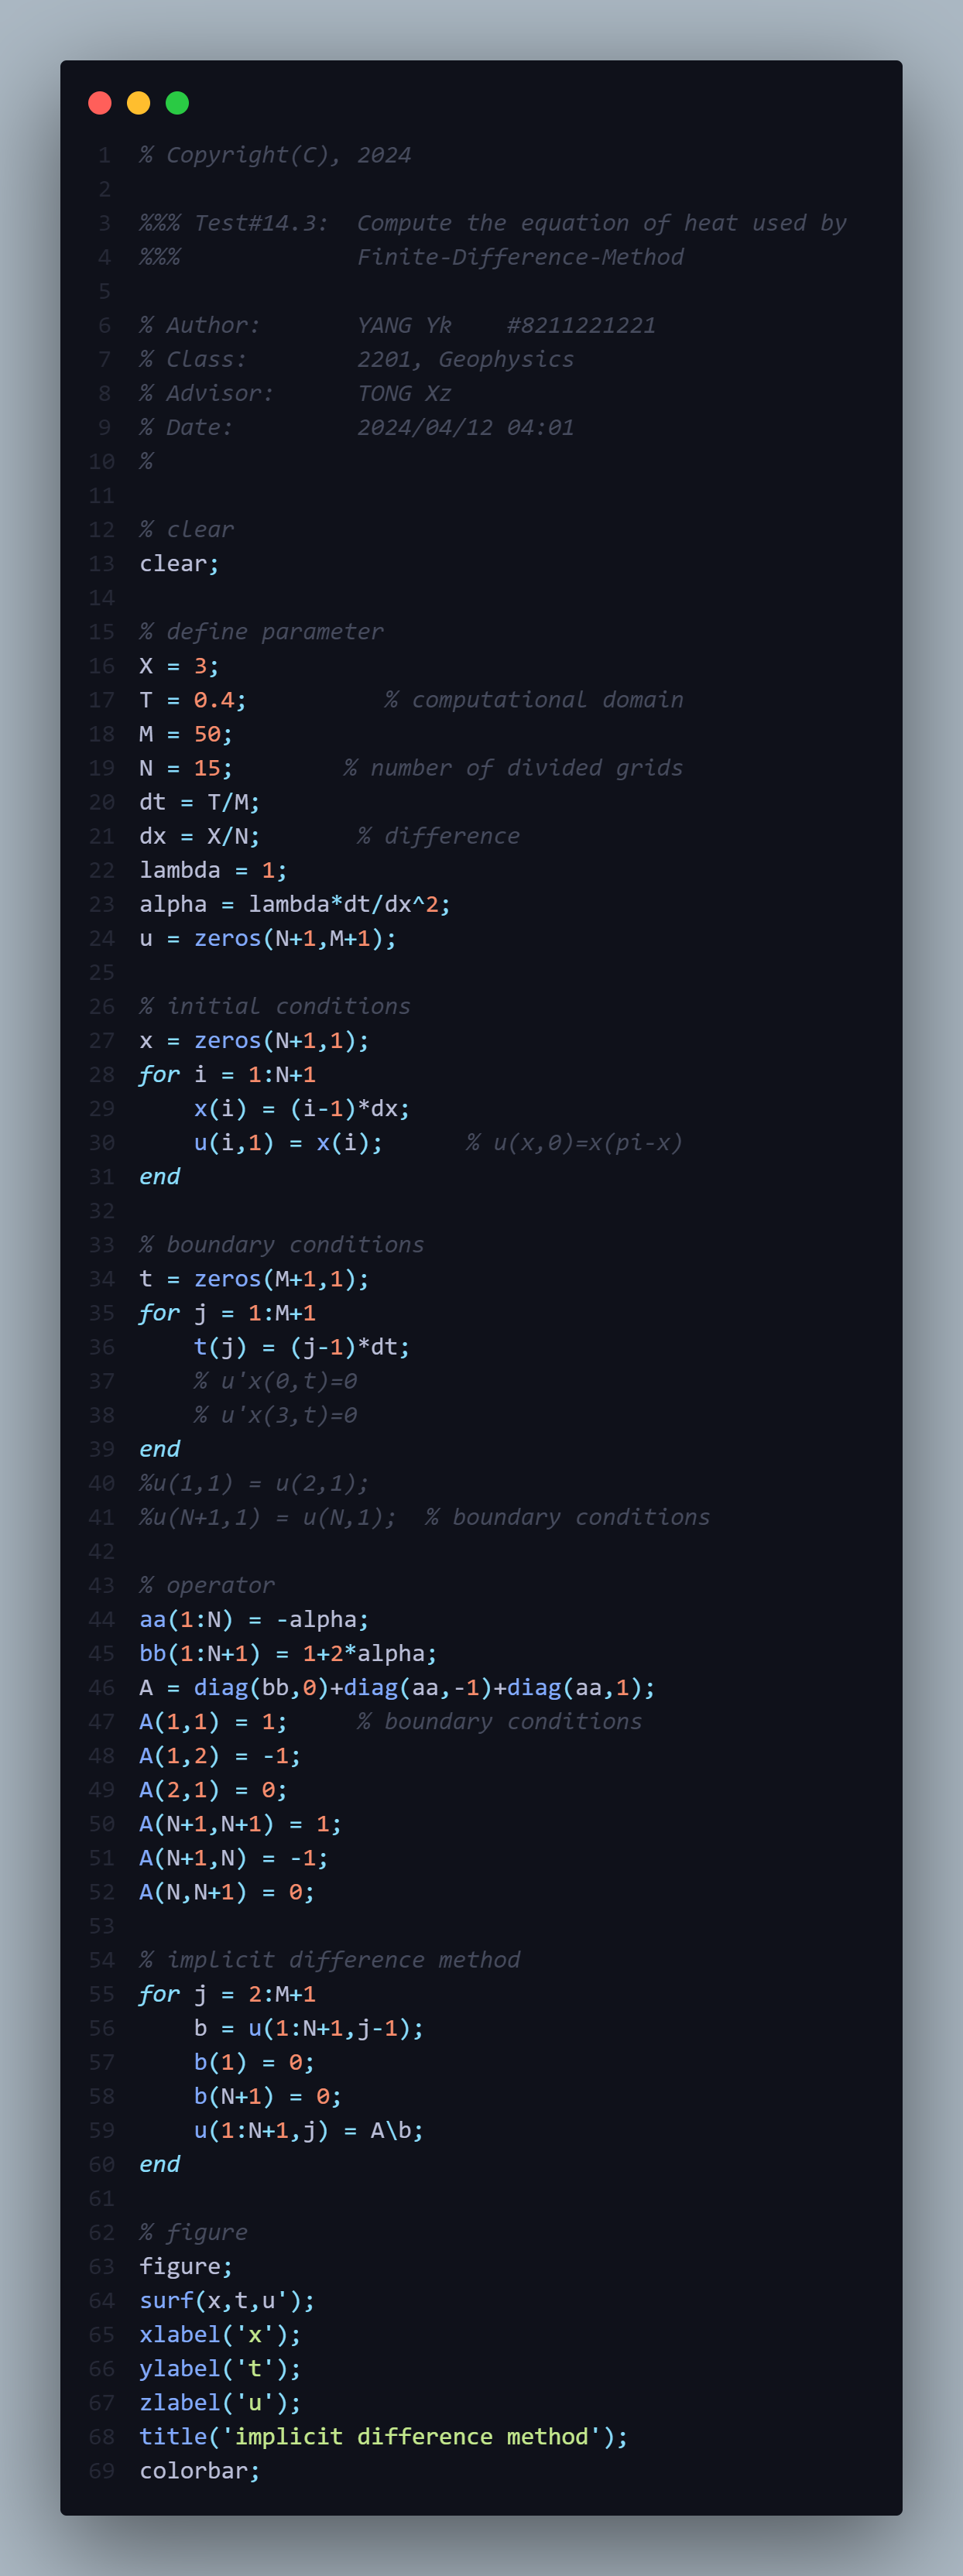 1 % Copyright(C), 2024
2
3 %%% Test#14.3:  Compute the equation of heat used by
4 %%%             Finite-Difference-Method
5
6 % Author:       YANG Yk    #8211221221
7 % Class:        2201, Geophysics
8 % Advisor:      TONG Xz
9 % Date:         2024/04/12 04:01
10 %
11
12 % clear
13 clear;
14
15 % define parameter
16 X = 3;
17 T = 0.4;          % computational domain
18 M = 50;
19 N = 15;        % number of divided grids
20 dt = T/M;
21 dx = X/N;       % difference
22 lambda = 1;
23 alpha = lambda*dt/dx^2;
24 u = zeros(N+1,M+1);
25
26 % initial conditions
27 x = zeros(N+1,1);
28 for i = 1:N+1
29     x(i) = (i-1)*dx;
30     u(i,1) = x(i);      % u(x,0)=x(pi-x)
31 end
32
33 % boundary conditions
34 t = zeros(M+1,1);
35 for j = 1:M+1
36     t(j) = (j-1)*dt;
37     % u'x(0,t)=0
38     % u'x(3,t)=0
39 end
40 %u(1,1) = u(2,1);
41 %u(N+1,1) = u(N,1);  % boundary conditions
42
43 % operator
44 aa(1:N) = -alpha;
45 bb(1:N+1) = 1+2*alpha;
46 A = diag(bb,0)+diag(aa,-1)+diag(aa,1);
47 A(1,1) = 1;     % boundary conditions
48 A(1,2) = -1;
49 A(2,1) = 0;
50 A(N+1,N+1) = 1;
51 A(N+1,N) = -1;
52 A(N,N+1) = 0;
53
54 % implicit difference method
55 for j = 2:M+1
56     b = u(1:N+1,j-1);
57     b(1) = 0;
58     b(N+1) = 0;
59     u(1:N+1,j) = A\b;
60 end
61
62 % figure
63 figure;
64 surf(x,t,u');
65 xlabel('x');
66 ylabel('t');
67 zlabel('u');
68 title('implicit difference method');
69 colorbar;